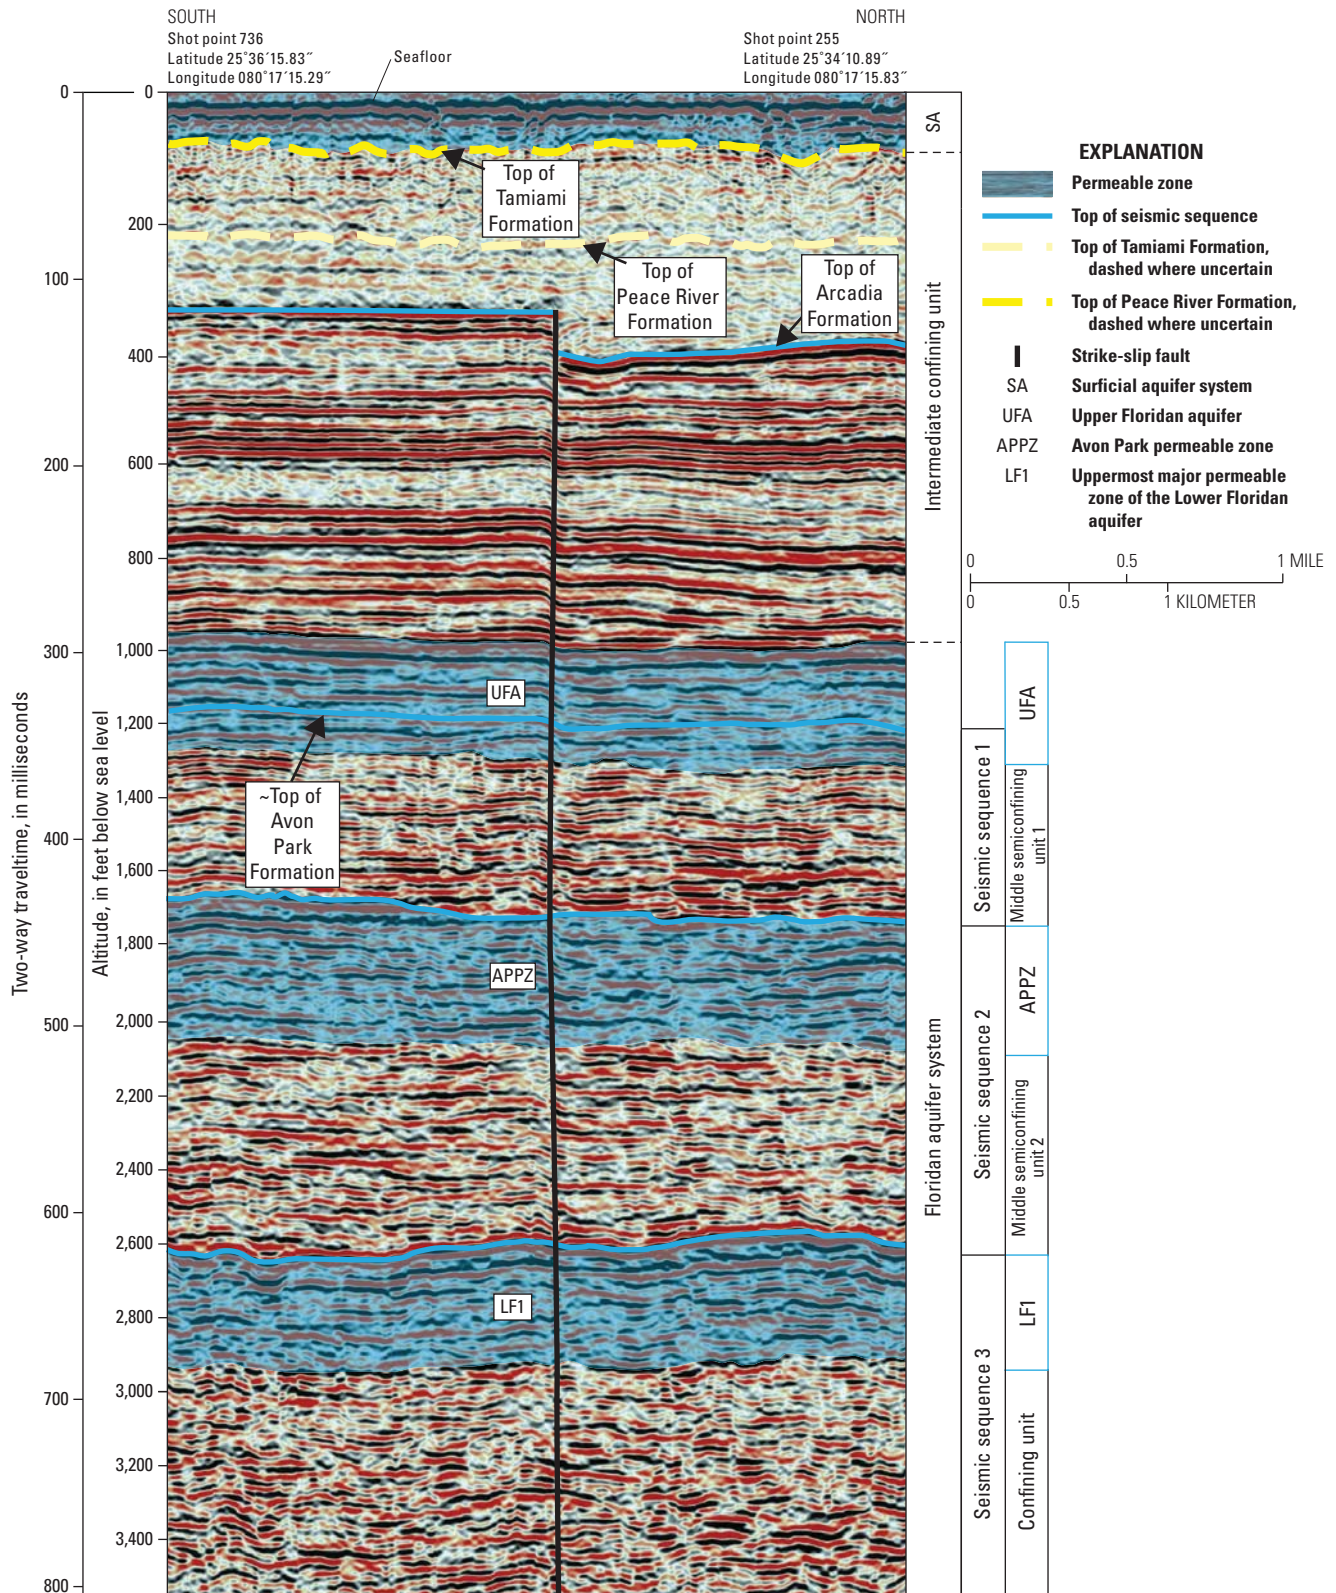 SOUTH
Shot point 736
Latitude 25˚36´15.83˝
Longitude 080˚17´15.29˝
Seafloor
NORTH
Shot point 255
Latitude 25˚34´10.89˝
Longitude 080˚17´15.83˝
Two-way traveltime, in milliseconds
0
100
200
300
400
500
600
700
800
Altitude, in feet below sea level
0
200
400
600
800
1,000
1,200
1,400
1,600
1,800
2,000
2,200
2,400
2,600
2,800
3,000
3,200
3,400
Top of
Tamiami
Formation
Top of
Peace River
Formation
Top of
Arcadia
Formation
UFA
~Top of
Avon
Park
Formation
APPZ
LF1
SA
Intermediate confining unit
Floridan aquifer system
Seismic sequence 1
Seismic sequence 2
Seismic sequence 3
UFA
Middle semiconfining
unit 1
APPZ
Middle semiconfining
unit 2
LF1
Confining unit
EXPLANATION
Permeable zone
Top of seismic sequence
Top of Tamiami Formation,
dashed where uncertain
Top of Peace River Formation,
dashed where uncertain
Strike-slip fault
SA Surficial aquifer system
UFA Upper Floridan aquifer
APPZ Avon Park permeable zone
LF1 Uppermost major permeable
zone of the Lower Floridan
aquifer
0 0.5 1 MILE
0 0.5 1 KILOMETER